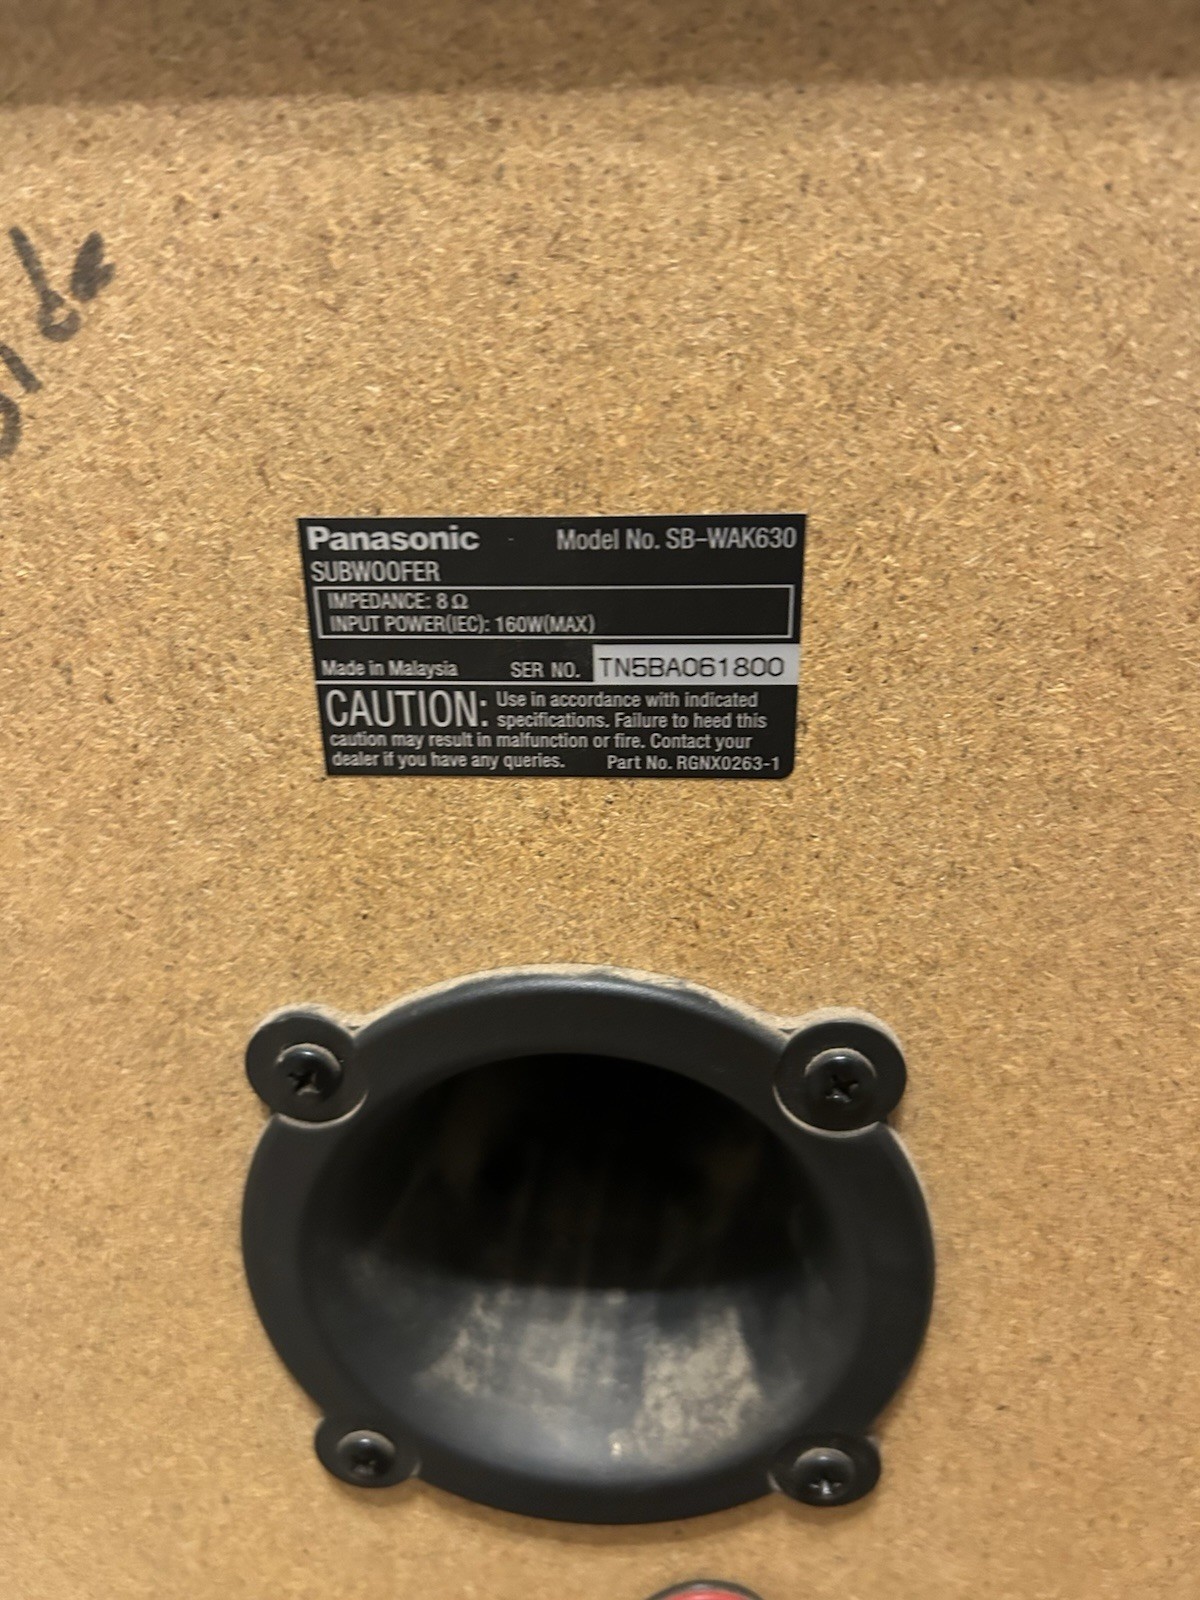 Panasonic Model No. SB-WAK630
SUBWOOFER
IMPEDANCE: 8 Ω
INPUT POWER(IEC): 160W(MAX)
Made in Malaysia SER NO. TN5BA061800
CAUTION: Use in accordance with indicated
specifications. Failure to heed this
caution may result in malfunction or fire. Contact your
dealer if you have any queries. Part No. RGNX0263-1